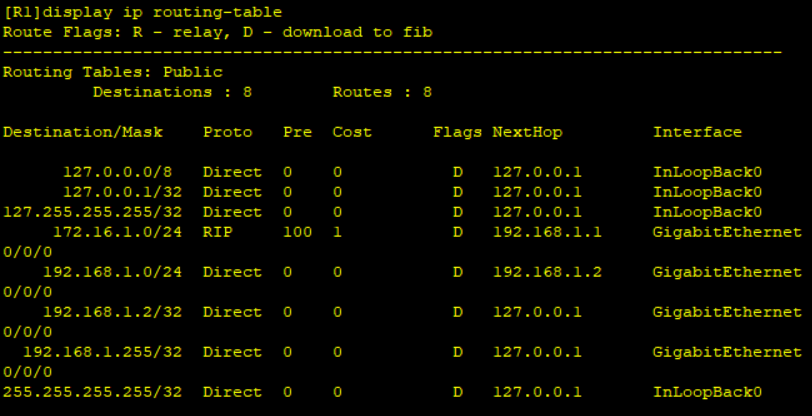 [R1]display ip routing-table
Route Flags: R - relay, D - download to fib
------------------------------------------------------------------------------
Routing Tables: Public
         Destinations : 8        Routes : 8

Destination/Mask    Proto   Pre  Cost      Flags NextHop         Interface

      127.0.0.0/8   Direct  0    0           D   127.0.0.1       InLoopBack0
      127.0.0.1/32  Direct  0    0           D   127.0.0.1       InLoopBack0
127.255.255.255/32  Direct  0    0           D   127.0.0.1       InLoopBack0
     172.16.1.0/24  RIP     100  1           D   192.168.1.1     GigabitEthernet
0/0/0
    192.168.1.0/24  Direct  0    0           D   192.168.1.2     GigabitEthernet
0/0/0
    192.168.1.2/32  Direct  0    0           D   127.0.0.1       GigabitEthernet
0/0/0
  192.168.1.255/32  Direct  0    0           D   127.0.0.1       GigabitEthernet
0/0/0
255.255.255.255/32  Direct  0    0           D   127.0.0.1       InLoopBack0